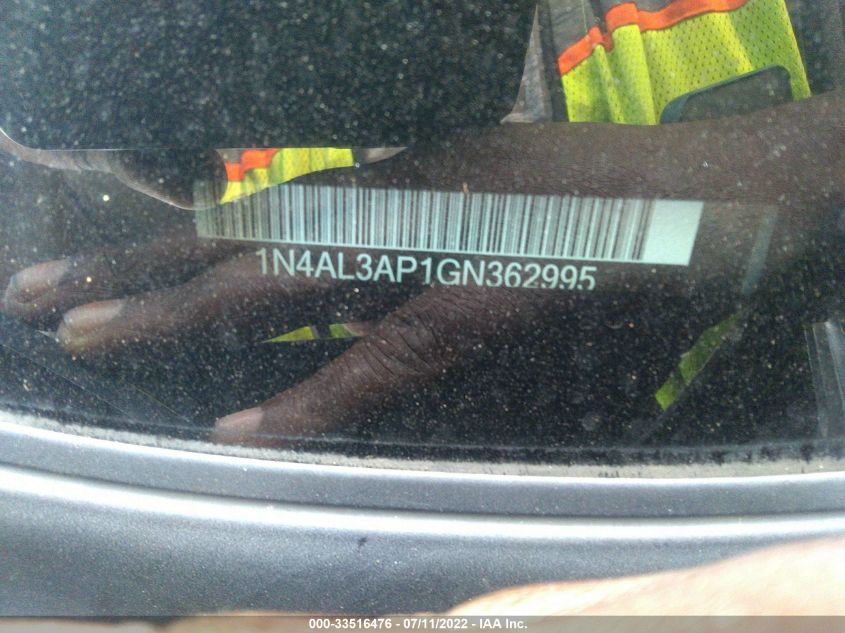 1N4AL3AP1GN362995
000-33516476 - 07/11/2022 - IAA Inc.